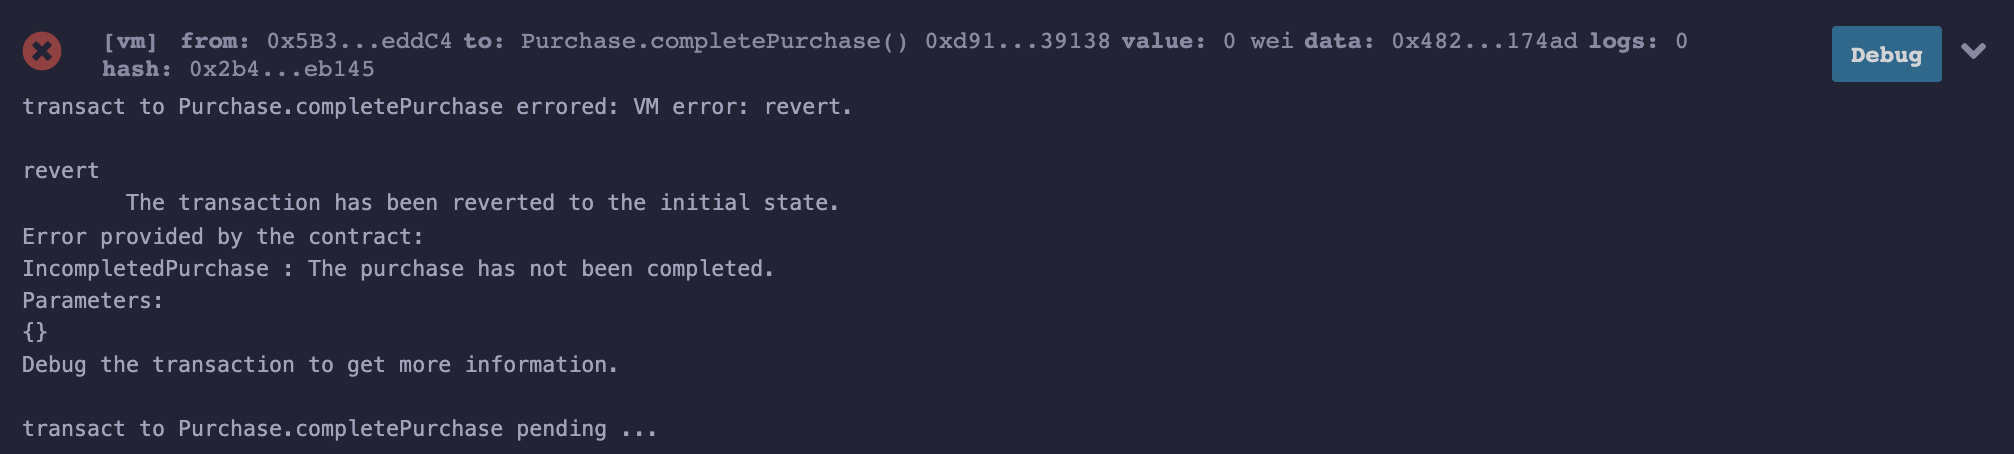 [vm] from: 0x5B3...eddC4 to: Purchase.completePurchase() 0xd91...39138 value: 0 wei data: 0x482...174ad logs: 0
hash: 0x2b4...eb145
Debug
transact to Purchase.completePurchase errored: VM error: revert.
revert
The transaction has been reverted to the initial state.
Error provided by the contract:
IncompletedPurchase : The purchase has not been completed.
Parameters:
{}
Debug the transaction to get more information.
transact to Purchase.completePurchase pending ...